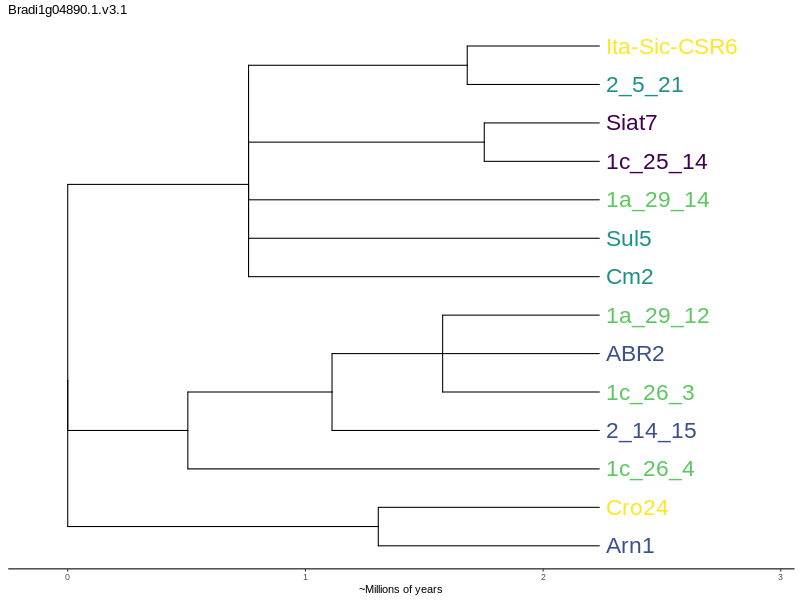 Bradi1g04890.1.v3.1
Ita-Sic-CSR6
2_5_21
Siat7
1c_25_14
1a_29_14
Sul5
Cm2
1a_29_12
ABR2
1c_26_3
2_14_15
1c_26_4
Cro24
Arn1
0 1 2 3
~Millions of years